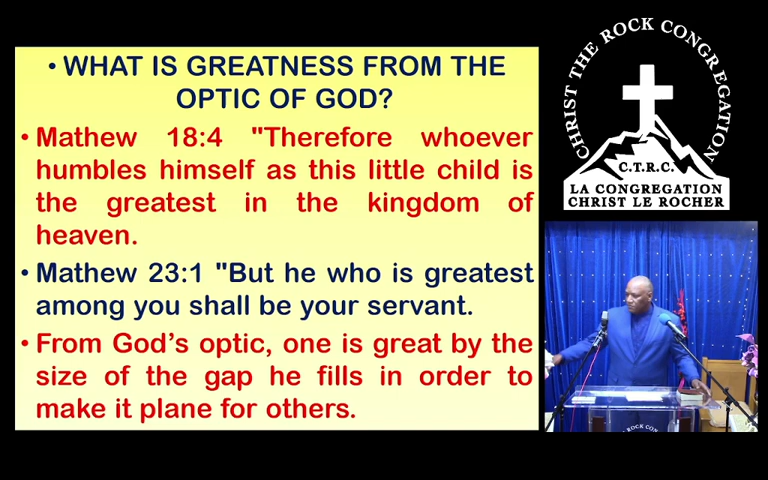 • WHAT IS GREATNESS FROM THE
OPTIC OF GOD?
• Mathew 18:4 "Therefore whoever
humbles himself as this little child is
the greatest in the kingdom of
heaven.
• Mathew 23:1 "But he who is greatest
among you shall be your servant.
• From God’s optic, one is great by the
size of the gap he fills in order to
make it plane for others.
CHRIST THE ROCK CONGREGATION
C.T.R.C.
LA CONGREGATION
CHRIST LE ROCHER
ROCK CON